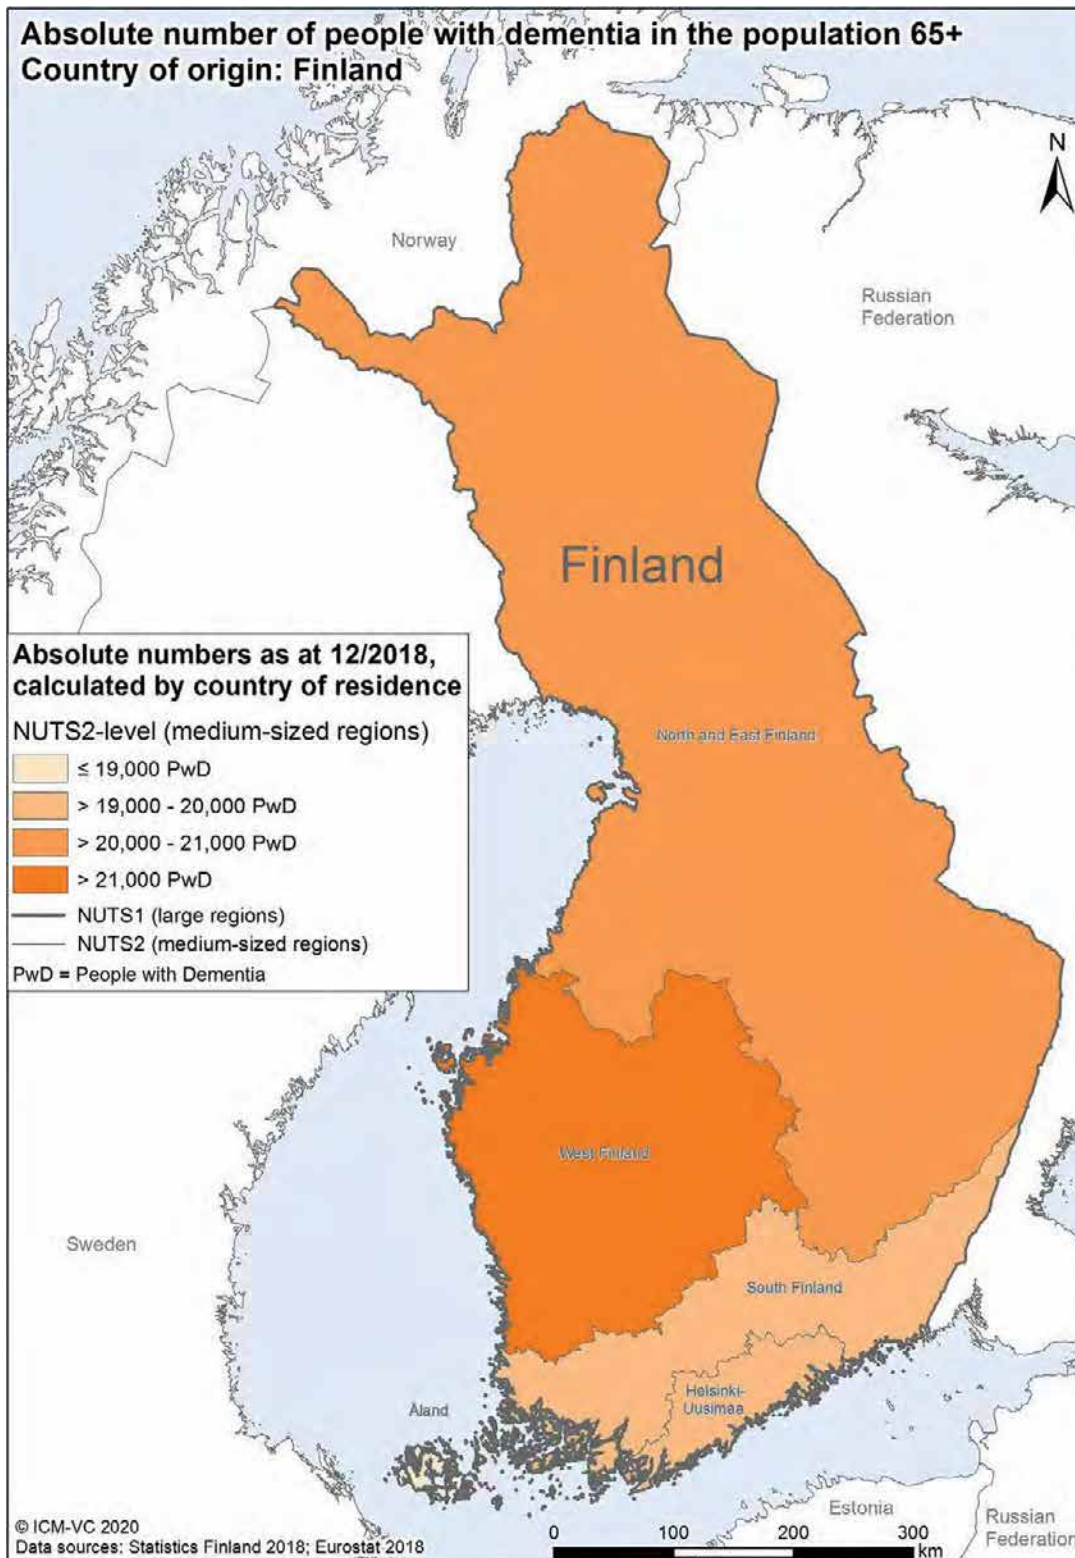 Absolute number of people with dementia in the population 65+
Country of origin: Finland
N
Norway
Russian
Federation
Finland
Absolute numbers as at 12/2018,
calculated by country of residence
NUTS2-level (medium-sized regions)
≤ 19,000 PwD
> 19,000 - 20,000 PwD
> 20,000 - 21,000 PwD
> 21,000 PwD
NUTS1 (large regions)
NUTS2 (medium-sized regions)
PwD = People with Dementia
North and East Finland
West Finland
Sweden
South Finland
Helsinki-
Uusimaa
Åland
Estonia
Russian
Federation
© ICM-VC 2020
Data sources: Statistics Finland 2018; Eurostat 2018
0 100 200 300
km